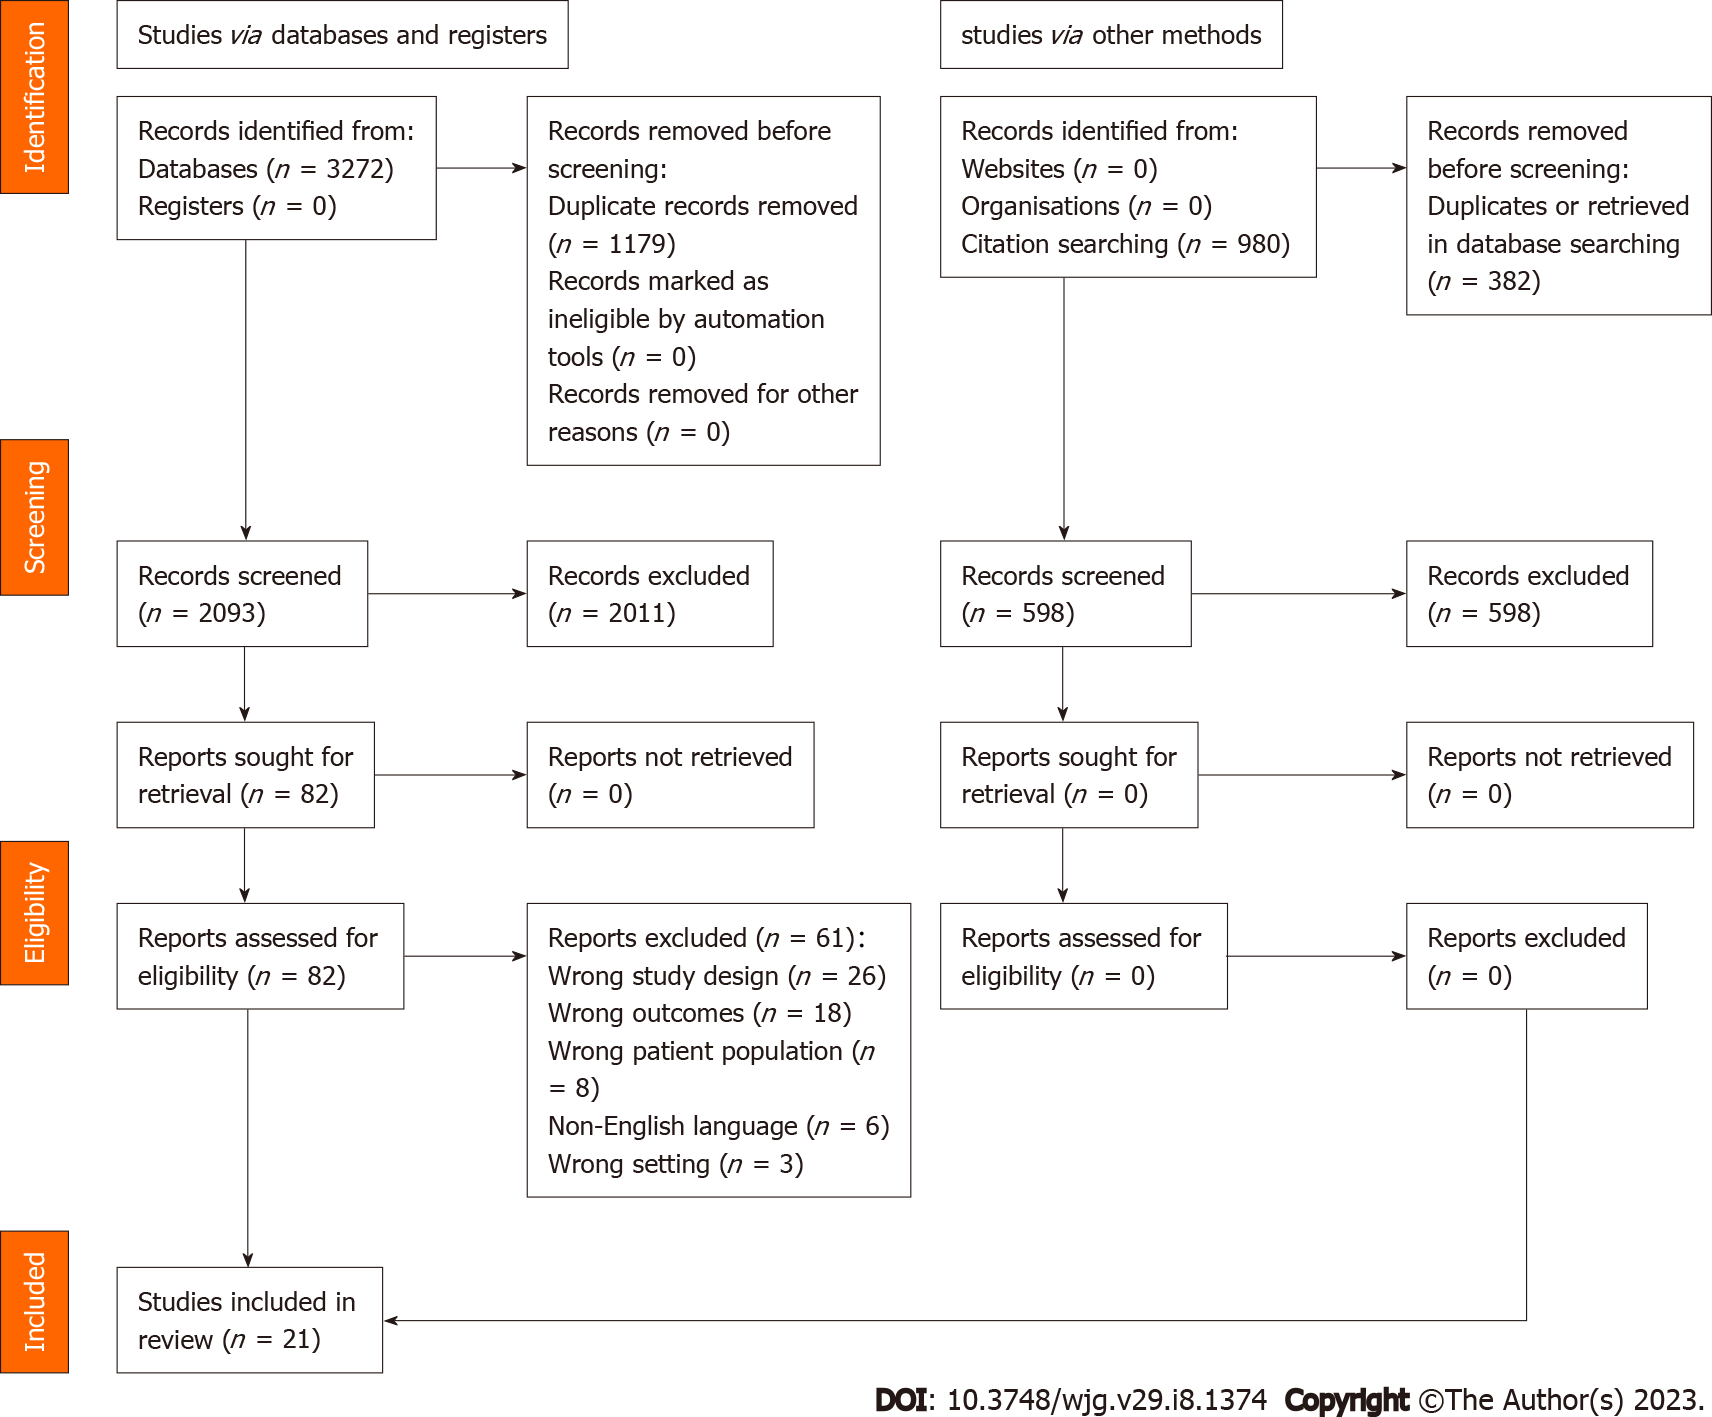 Identification
Studies via databases and registers
studies via other methods
Records identified from:
Databases (n = 3272)
Registers (n = 0)
Records removed before
screening:
Duplicate records removed
(n = 1179)
Records marked as
ineligible by automation
tools (n = 0)
Records removed for other
reasons (n = 0)
Records identified from:
Websites (n = 0)
Organisations (n = 0)
Citation searching (n = 980)
Records removed
before screening:
Duplicates or retrieved
in database searching
(n = 382)
Screening
Records screened
(n = 2093)
Records excluded
(n = 2011)
Records screened
(n = 598)
Records excluded
(n = 598)
Reports sought for
retrieval (n = 82)
Reports not retrieved
(n = 0)
Reports sought for
retrieval (n = 0)
Reports not retrieved
(n = 0)
Eligibility
Reports assessed for
eligibility (n = 82)
Reports excluded (n = 61):
Wrong study design (n = 26)
Wrong outcomes (n = 18)
Wrong patient population (n
= 8)
Non-English language (n = 6)
Wrong setting (n = 3)
Reports assessed for
eligibility (n = 0)
Reports excluded
(n = 0)
Included
Studies included in
review (n = 21)
DOI: 10.3748/wjg.v29.i8.1374 Copyright ©The Author(s) 2023.